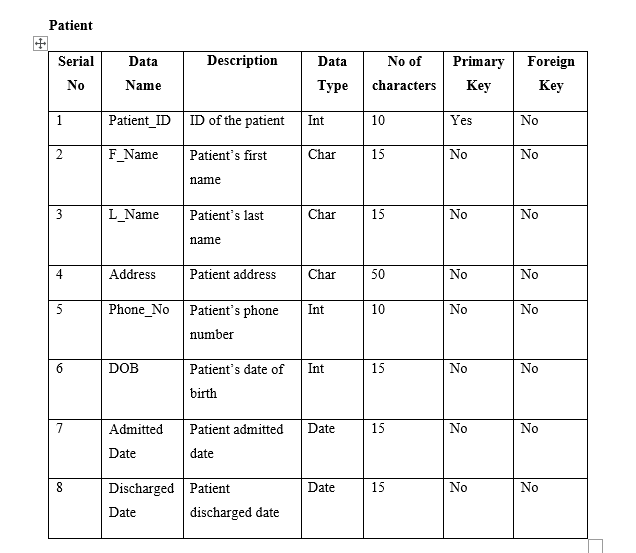 Patient
Serial No | Data Name | Description | Data Type | No of characters | Primary Key | Foreign Key
1 | Patient_ID | ID of the patient | Int | 10 | Yes | No
2 | F_Name | Patient's first name | Char | 15 | No | No
3 | L_Name | Patient's last name | Char | 15 | No | No
4 | Address | Patient address | Char | 50 | No | No
5 | Phone_No | Patient's phone number | Int | 10 | No | No
6 | DOB | Patient's date of birth | Int | 15 | No | No
7 | Admitted Date | Patient admitted date | Date | 15 | No | No
8 | Discharged Date | Patient discharged date | Date | 15 | No | No